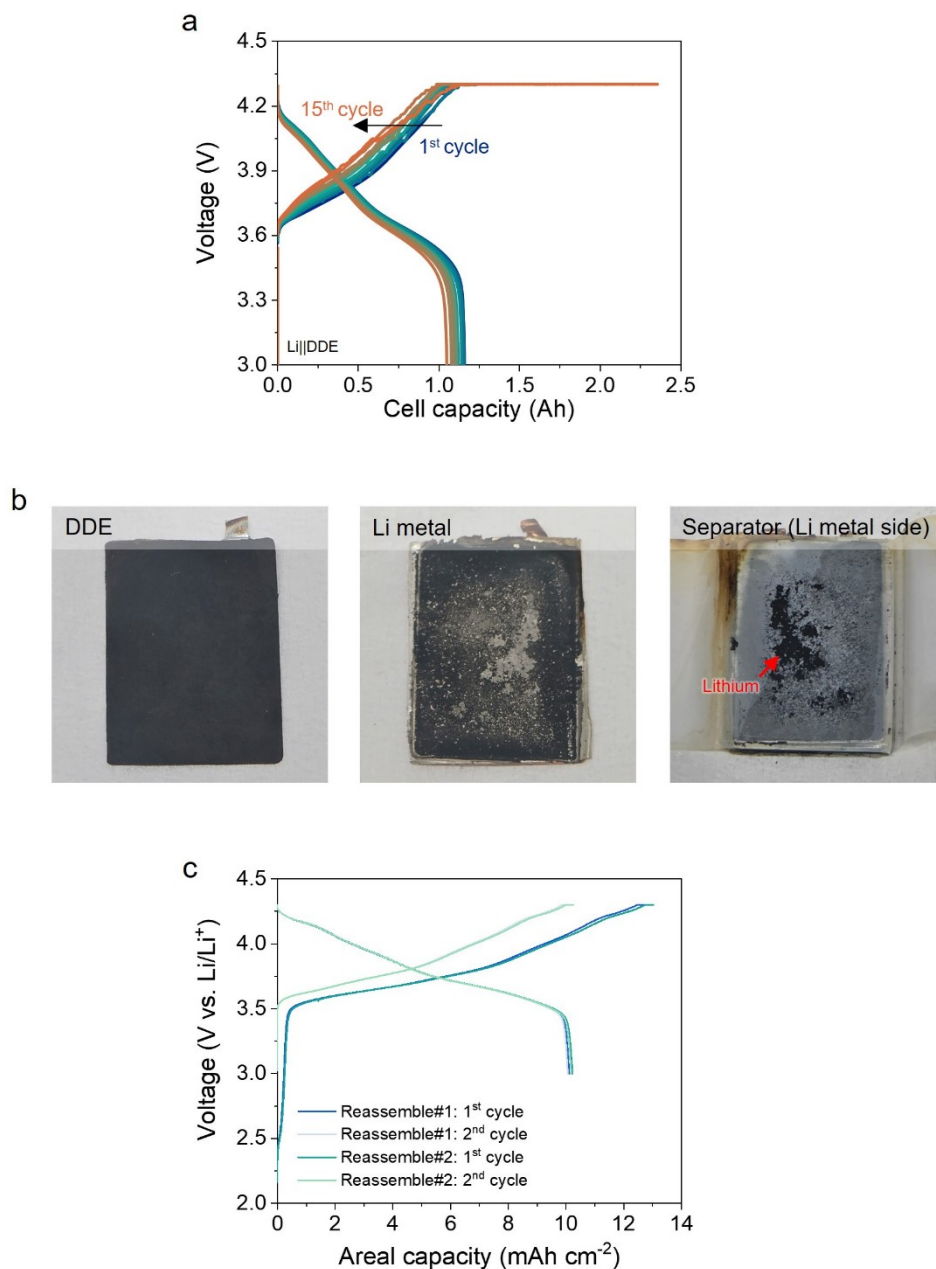 a
4.5
4.2
3.9
3.6
3.3
3.0
Voltage (V)
15th cycle
1st cycle
Li||DDE
0.0 0.5 1.0 1.5 2.0 2.5
Cell capacity (Ah)
b
DDE
Li metal
Separator (Li metal side)
Lithium
c
4.5
4.0
3.5
3.0
2.5
2.0
Voltage (V vs. Li/Li⁺)
Reassemble#1: 1st cycle
Reassemble#1: 2nd cycle
Reassemble#2: 1st cycle
Reassemble#2: 2nd cycle
0 2 4 6 8 10 12 14
Areal capacity (mAh cm⁻²)